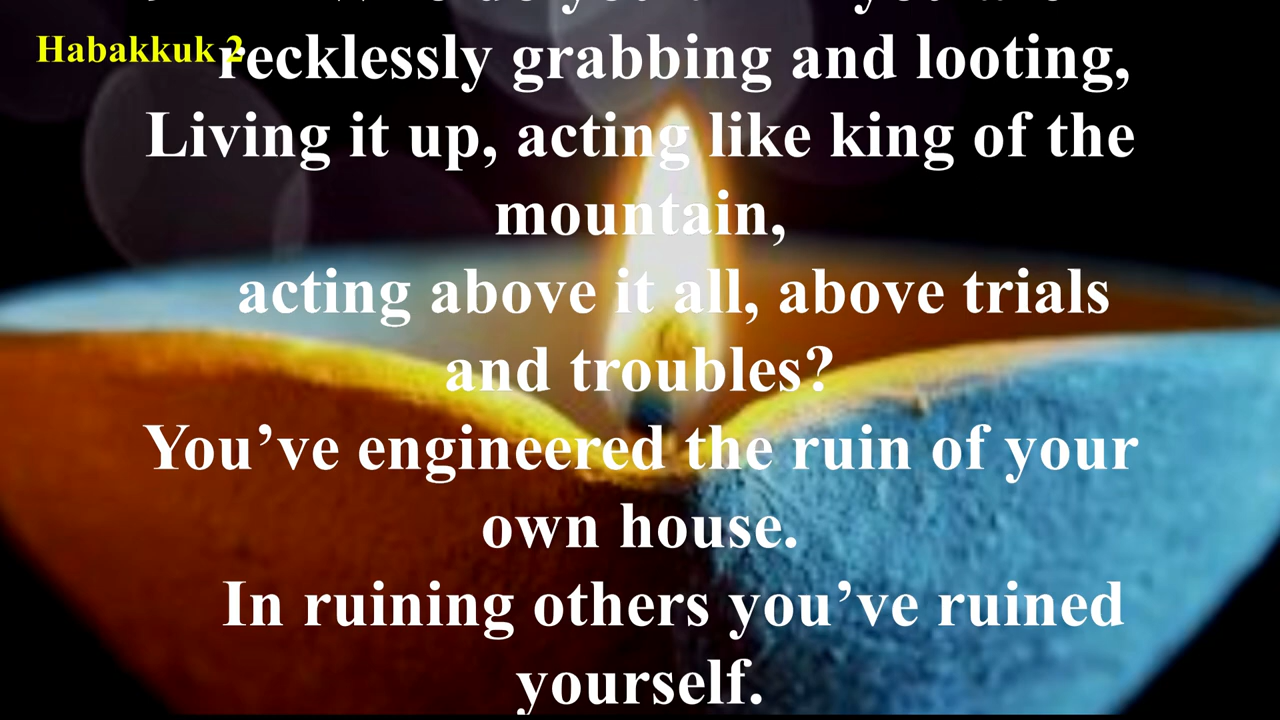 Habakkuk 2
recklessly grabbing and looting,
Living it up, acting like king of the
mountain,
acting above it all, above trials
and troubles?
You’ve engineered the ruin of your
own house.
In ruining others you’ve ruined
yourself.